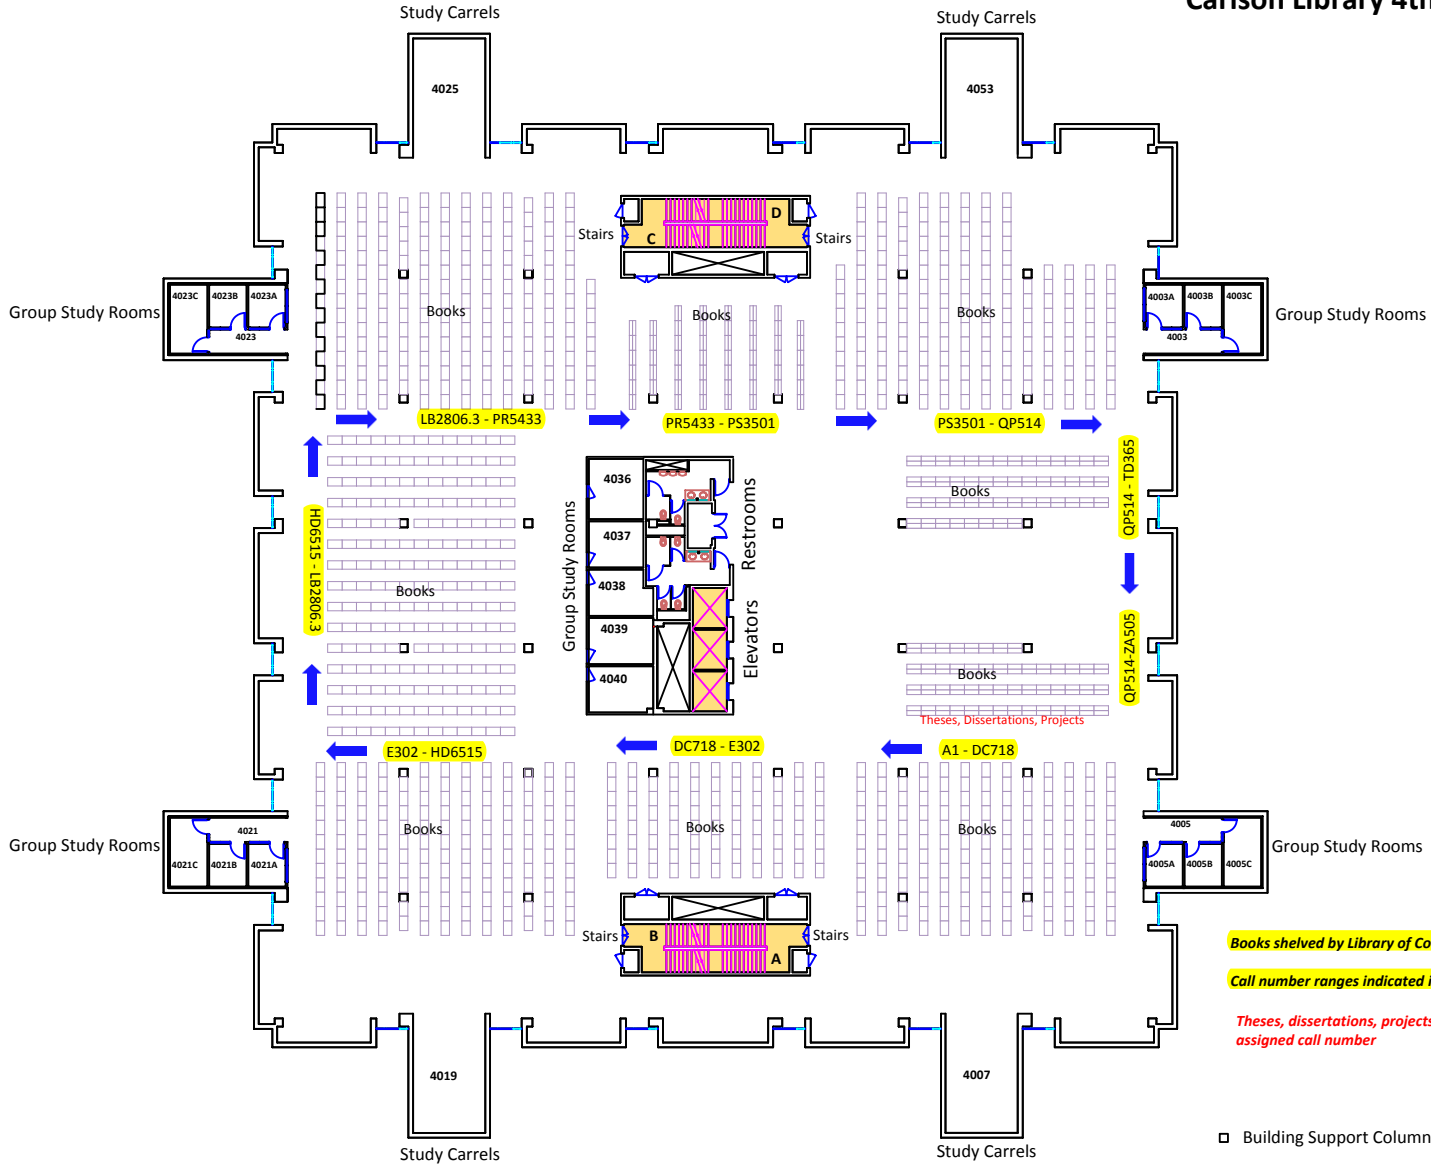 Carlson Library 4th
Study Carrels
Study Carrels
4025
4053
D
C
Stairs
Stairs
4023C
4023B
4023A
4023
Group Study Rooms
Books
Books
Books
4003A
4003B
4003C
4003
Group Study Rooms
LB2806.3 - PR5433
PR5433 - PS3501
PS3501 - QP514
QP514 - TD365
HD6515 - LB2806.3
Books
Group Study Rooms
4036
4037
4038
4039
4040
Restrooms
Elevators
Books
QP514-ZA505
Books
Theses, Dissertations, Projects
E302 - HD6515
DC718 - E302
A1 - DC718
Books
Books
Books
Group Study Rooms
4021
4021C
4021B
4021A
4005
4005A
4005B
4005C
Group Study Rooms
Stairs
B
A
Stairs
Books shelved by Library of Co
Call number ranges indicated i
Theses, dissertations, projects
assigned call number
4019
4007
Study Carrels
Study Carrels
Building Support Column